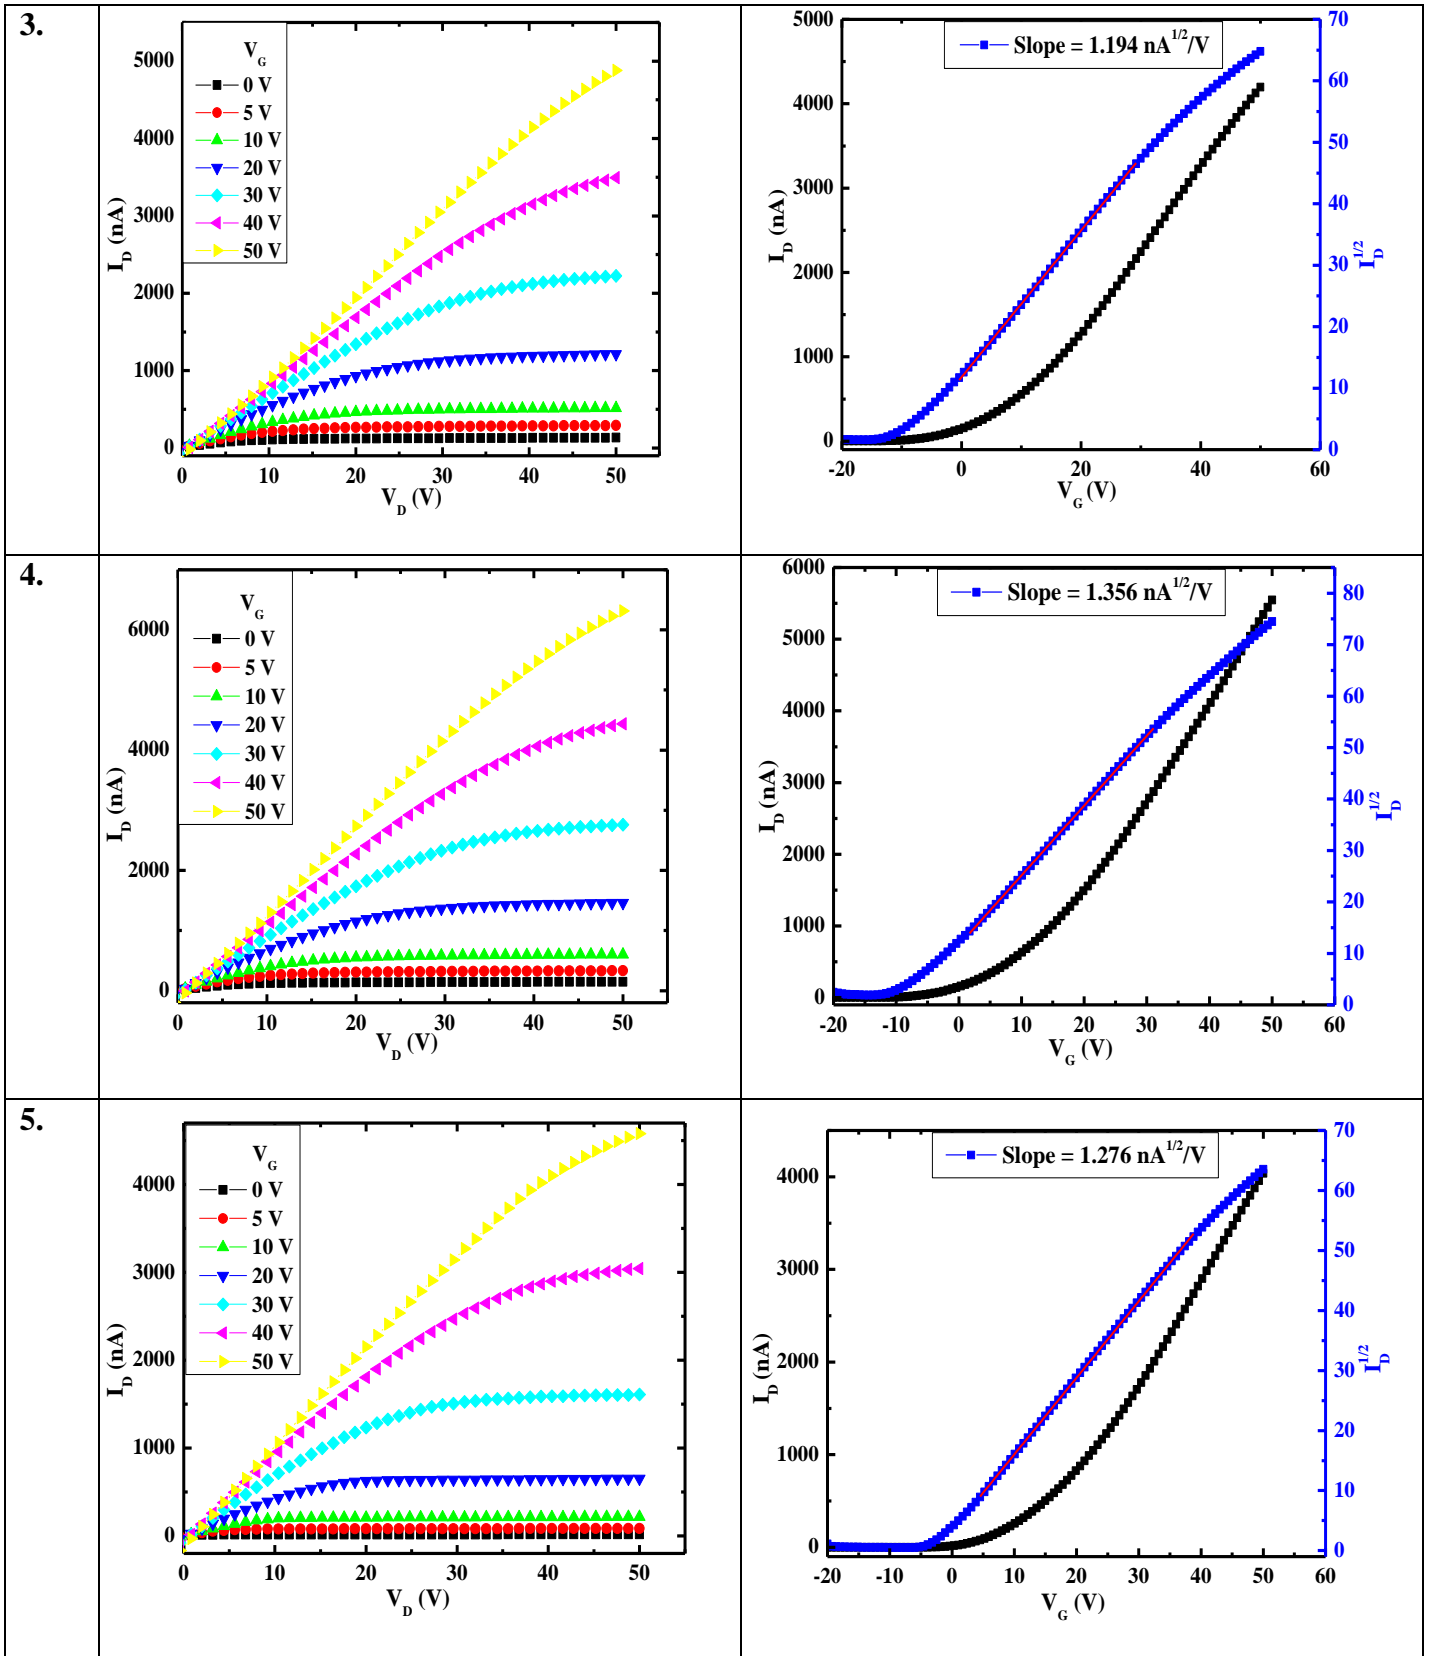 3.
V_G
0 V
5 V
10 V
20 V
30 V
40 V
50 V
5000
4000
3000
2000
1000
0
I_D (nA)
0 10 20 30 40 50
V_D (V)
Slope = 1.194 nA^1/2/V
5000
4000
3000
2000
1000
0
I_D (nA)
70
60
50
40
30
20
10
0
I_D^1/2
-20 0 20 40 60
V_G (V)
4.
V_G
0 V
5 V
10 V
20 V
30 V
40 V
50 V
6000
4000
2000
0
I_D (nA)
0 10 20 30 40 50
V_D (V)
Slope = 1.356 nA^1/2/V
6000
5000
4000
3000
2000
1000
0
I_D (nA)
80
70
60
50
40
30
20
10
0
I_D^1/2
-20 -10 0 10 20 30 40 50 60
V_G (V)
5.
V_G
0 V
5 V
10 V
20 V
30 V
40 V
50 V
4000
3000
2000
1000
0
I_D (nA)
0 10 20 30 40 50
V_D (V)
Slope = 1.276 nA^1/2/V
4000
3000
2000
1000
0
I_D (nA)
70
60
50
40
30
20
10
0
I_D^1/2
-20 -10 0 10 20 30 40 50 60
V_G (V)